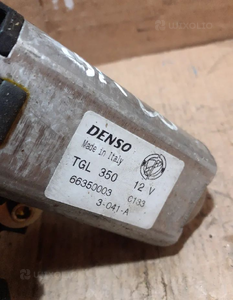 DENSO
Made in Italy
TGL 350 12 V
66350003 C133
3-041-A